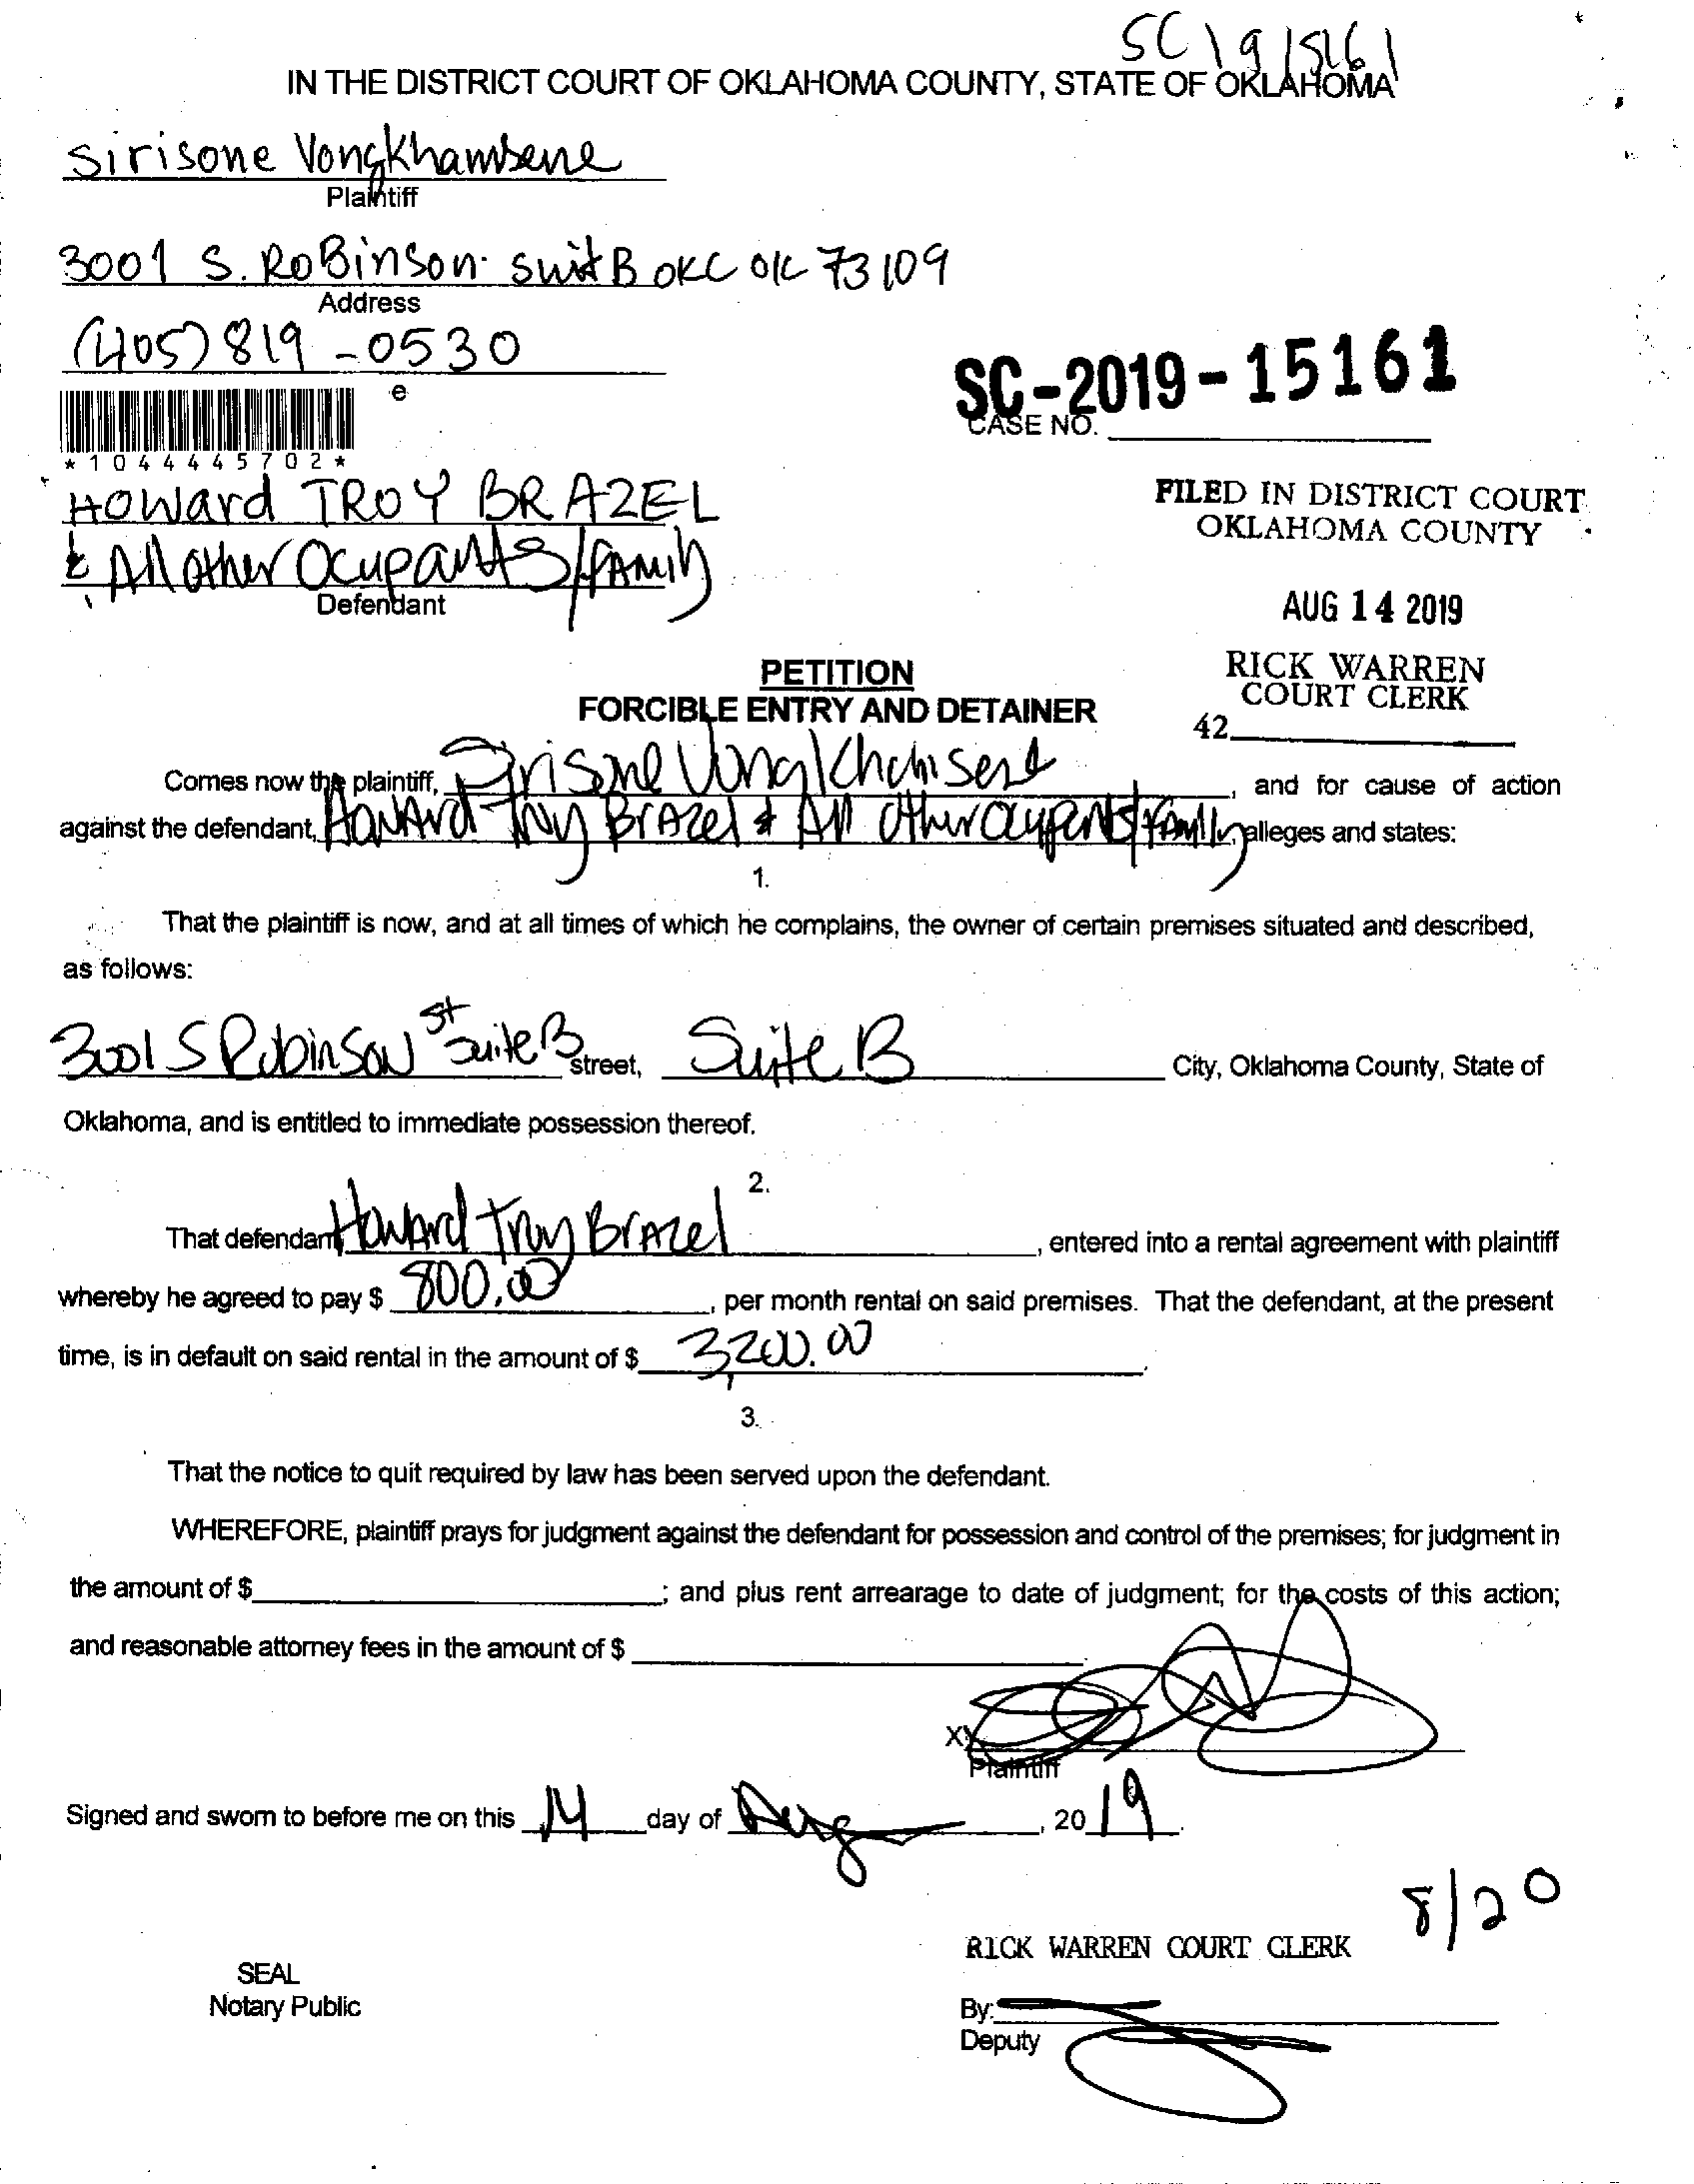 SC 19 15161
IN THE DISTRICT COURT OF OKLAHOMA COUNTY, STATE OF OKLAHOMA
Sirisone Vongkhamsene
Plaintiff
3001 S. RoBinson suit B OKC OK 73109
Address
(405) 819-0530
e
SC-2019-15161
CASE NO.
*1044445702*
Howard TROY BRAZEL
FILED IN DISTRICT COURT
OKLAHOMA COUNTY
& All other Ocupants/family
Defendant
AUG 14 2019
PETITION
RICK WARREN
COURT CLERK
FORCIBLE ENTRY AND DETAINER
42
Comes now the plaintiff, Sirisone Vongkhamsene, and for cause of action
against the defendant, Howard Troy Brazel & All other ocupants/family, alleges and states:
1.
That the plaintiff is now, and at all times of which he complains, the owner of certain premises situated and described,
as follows:
3001 S Robinson St Suite B street, Suite B City, Oklahoma County, State of
Oklahoma, and is entitled to immediate possession thereof.
2.
That defendant Howard Troy Brazel, entered into a rental agreement with plaintiff
whereby he agreed to pay $ 800.00, per month rental on said premises. That the defendant, at the present
time, is in default on said rental in the amount of $ 3,200.00.
3.
That the notice to quit required by law has been served upon the defendant.
WHEREFORE, plaintiff prays for judgment against the defendant for possession and control of the premises; for judgment in
the amount of $ ; and plus rent arrearage to date of judgment; for the costs of this action;
and reasonable attorney fees in the amount of $
X
Plaintiff
Signed and sworn to before me on this 14 day of Aug, 20 19.
8/20
RICK WARREN COURT CLERK
SEAL
Notary Public
By:
Deputy